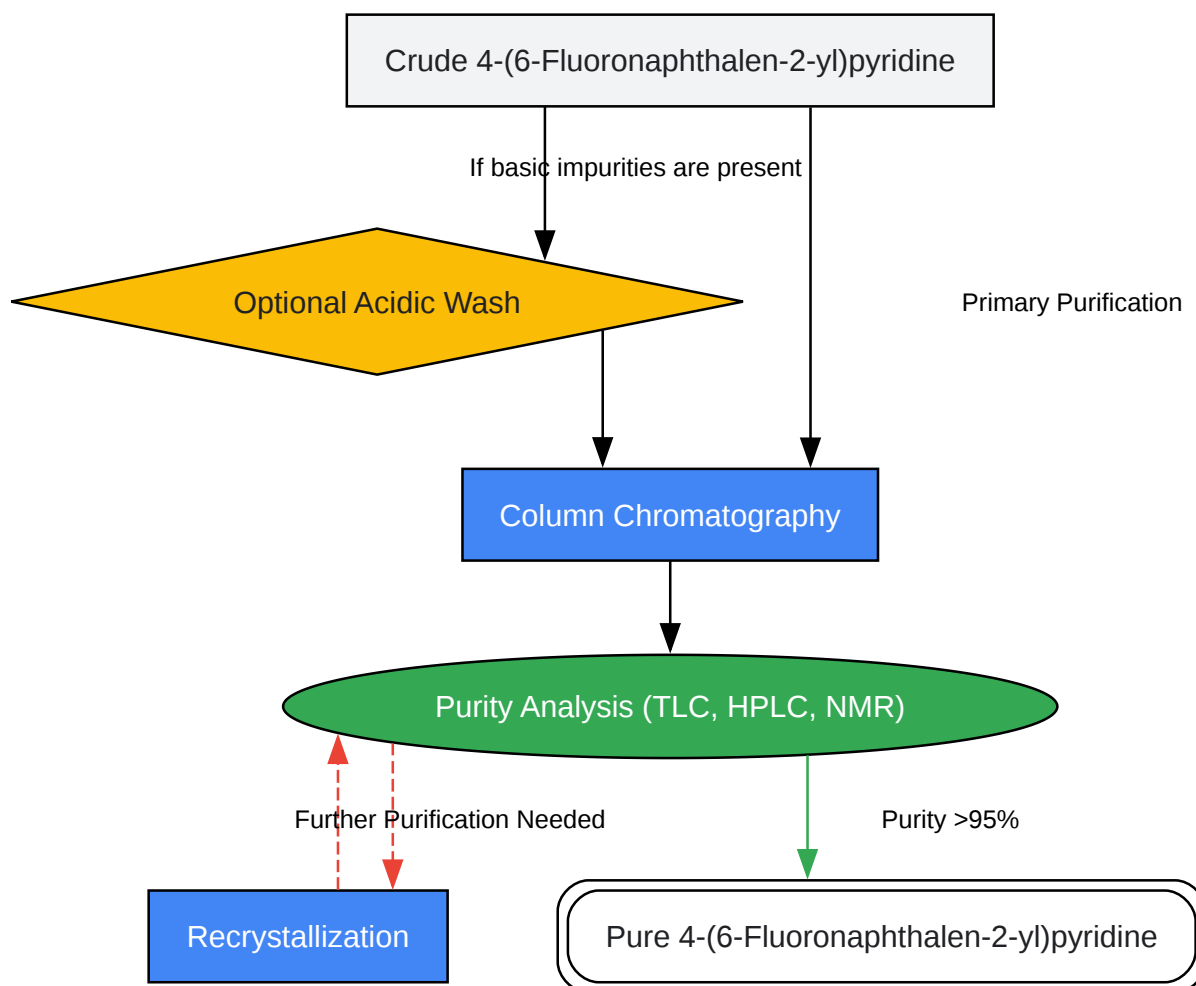 Crude 4-(6-Fluoronaphthalen-2-yl)pyridine
If basic impurities are present
Optional Acidic Wash
Primary Purification
Column Chromatography
Purity Analysis (TLC, HPLC, NMR)
Further Purification Needed
Purity >95%
Recrystallization
Pure 4-(6-Fluoronaphthalen-2-yl)pyridine